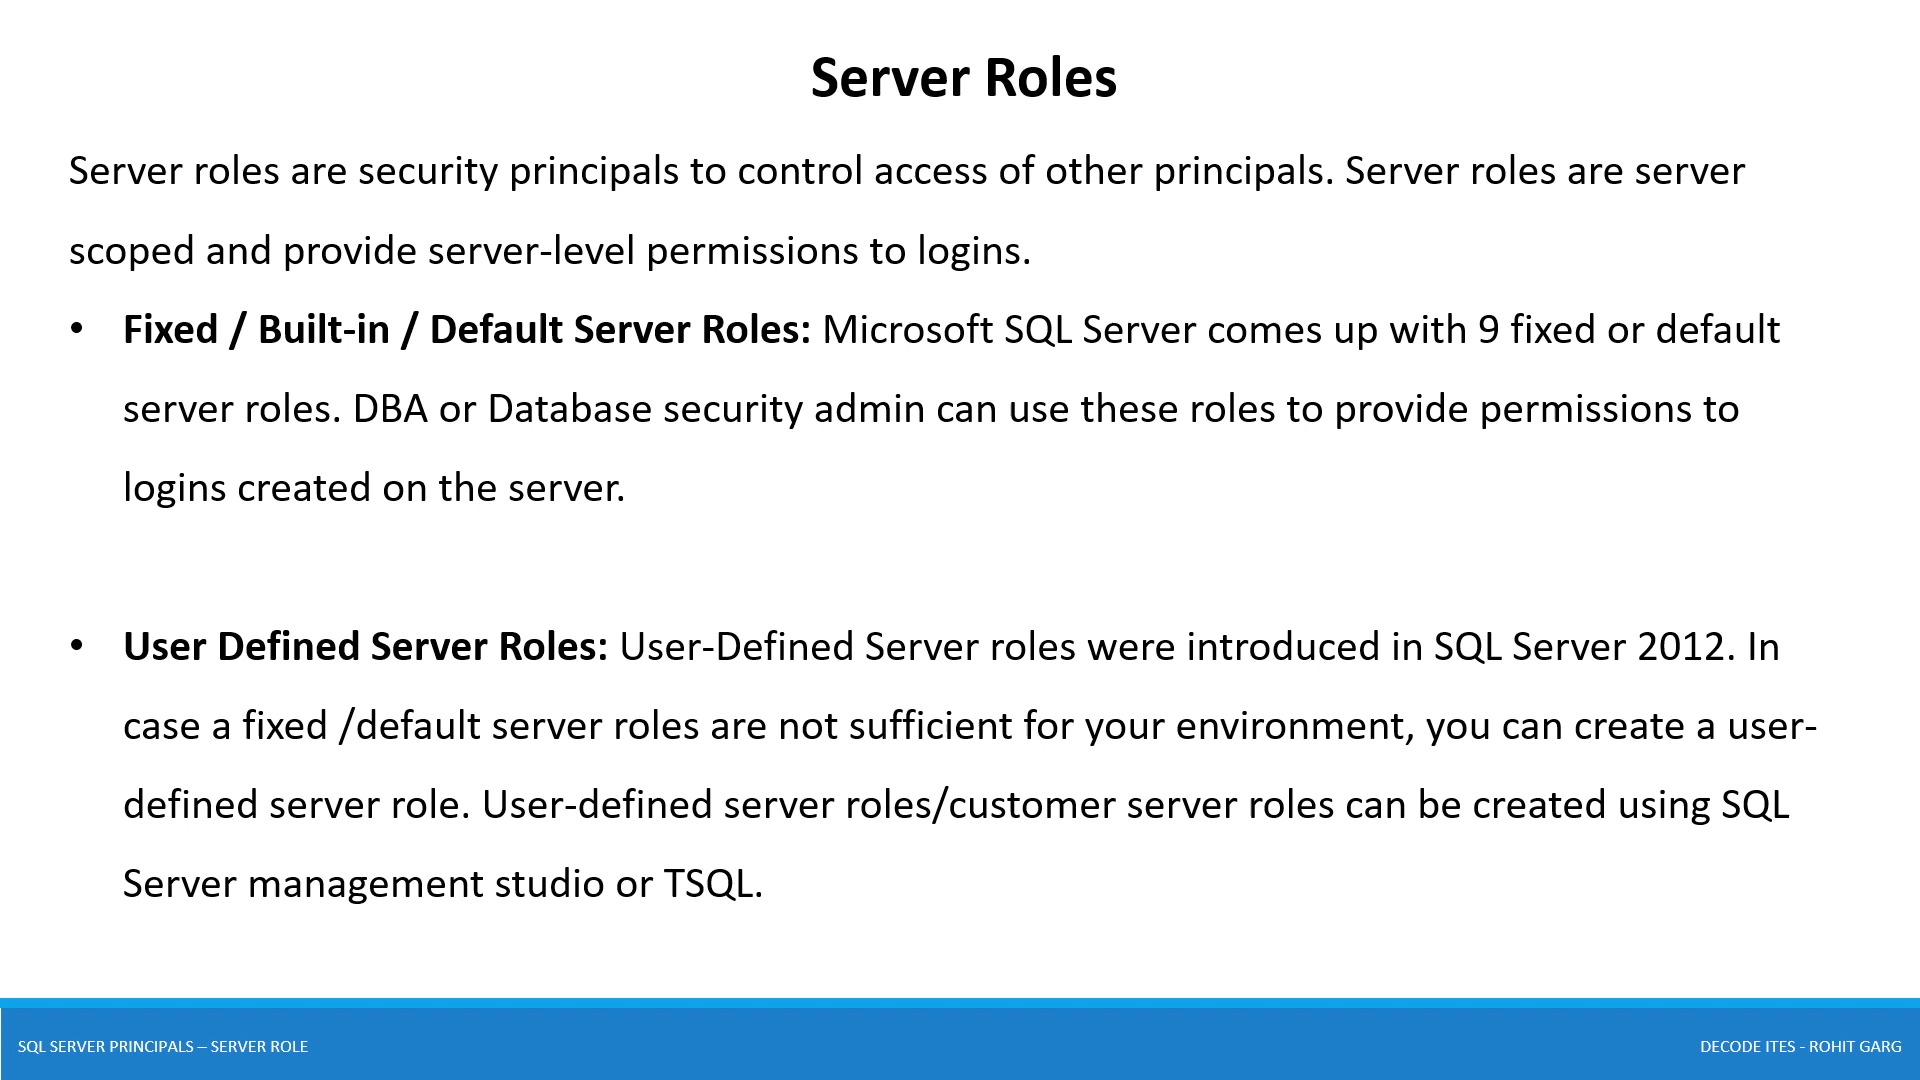 Server Roles
Server roles are security principals to control access of other principals. Server roles are server
scoped and provide server-level permissions to logins.
• Fixed / Built-in / Default Server Roles: Microsoft SQL Server comes up with 9 fixed or default
server roles. DBA or Database security admin can use these roles to provide permissions to
logins created on the server.
• User Defined Server Roles: User-Defined Server roles were introduced in SQL Server 2012. In
case a fixed /default server roles are not sufficient for your environment, you can create a user-
defined server role. User-defined server roles/customer server roles can be created using SQL
Server management studio or TSQL.
SQL SERVER PRINCIPALS – SERVER ROLE
DECODE ITES - ROHIT GARG